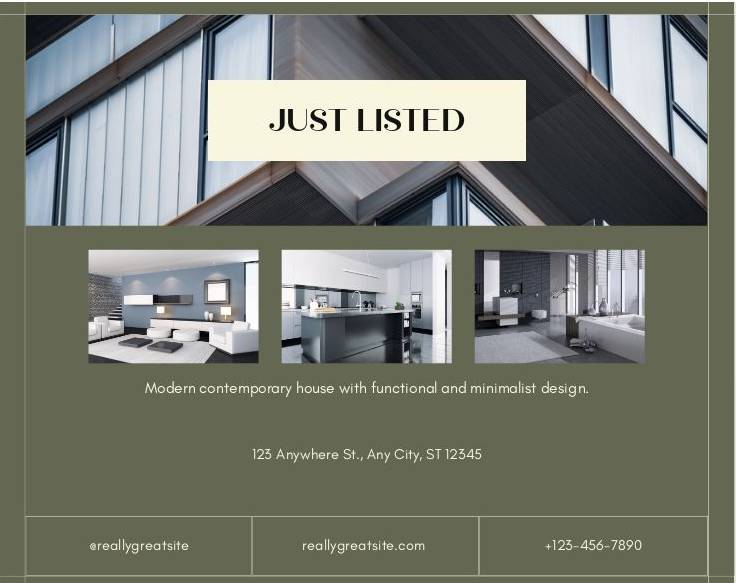 JUST LISTED
Modern contemporary house with functional and minimalist design.
123 Anywhere St., Any City, ST 12345
@reallygreatsite
reallygreatsite.com
+123-456-7890